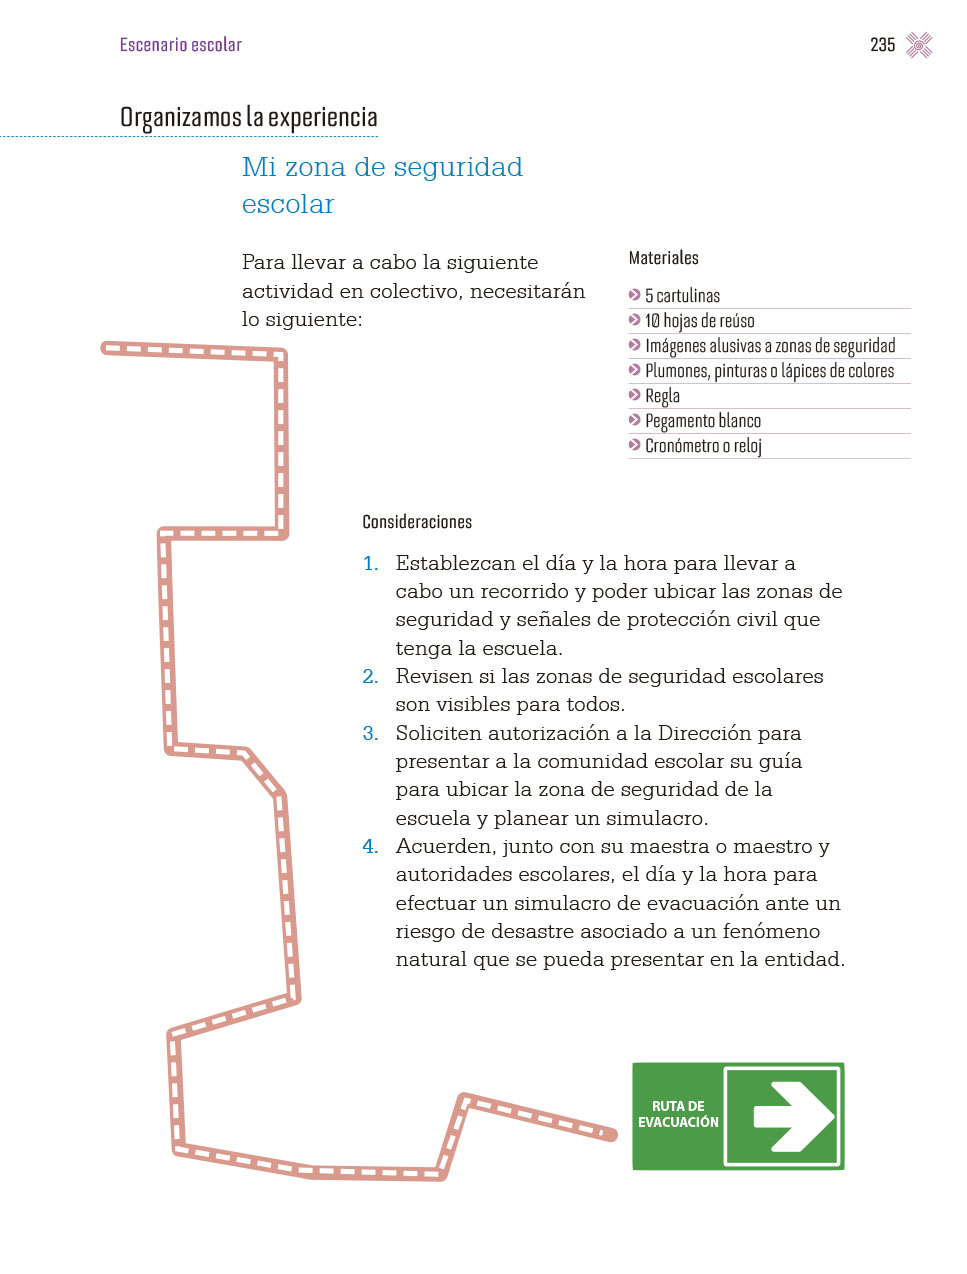 Escenario escolar
235
Organizamos la experiencia
Mi zona de seguridad
escolar
Para llevar a cabo la siguiente
actividad en colectivo, necesitarán
lo siguiente:
Materiales
5 cartulinas
10 hojas de reúso
Imágenes alusivas a zonas de seguridad
Plumones, pinturas o lápices de colores
Regla
Pegamento blanco
Cronómetro o reloj
Consideraciones
1. Establezcan el día y la hora para llevar a
cabo un recorrido y poder ubicar las zonas de
seguridad y señales de protección civil que
tenga la escuela.
2. Revisen si las zonas de seguridad escolares
son visibles para todos.
3. Soliciten autorización a la Dirección para
presentar a la comunidad escolar su guía
para ubicar la zona de seguridad de la
escuela y planear un simulacro.
4. Acuerden, junto con su maestra o maestro y
autoridades escolares, el día y la hora para
efectuar un simulacro de evacuación ante un
riesgo de desastre asociado a un fenómeno
natural que se pueda presentar en la entidad.
RUTA DE
EVACUACIÓN